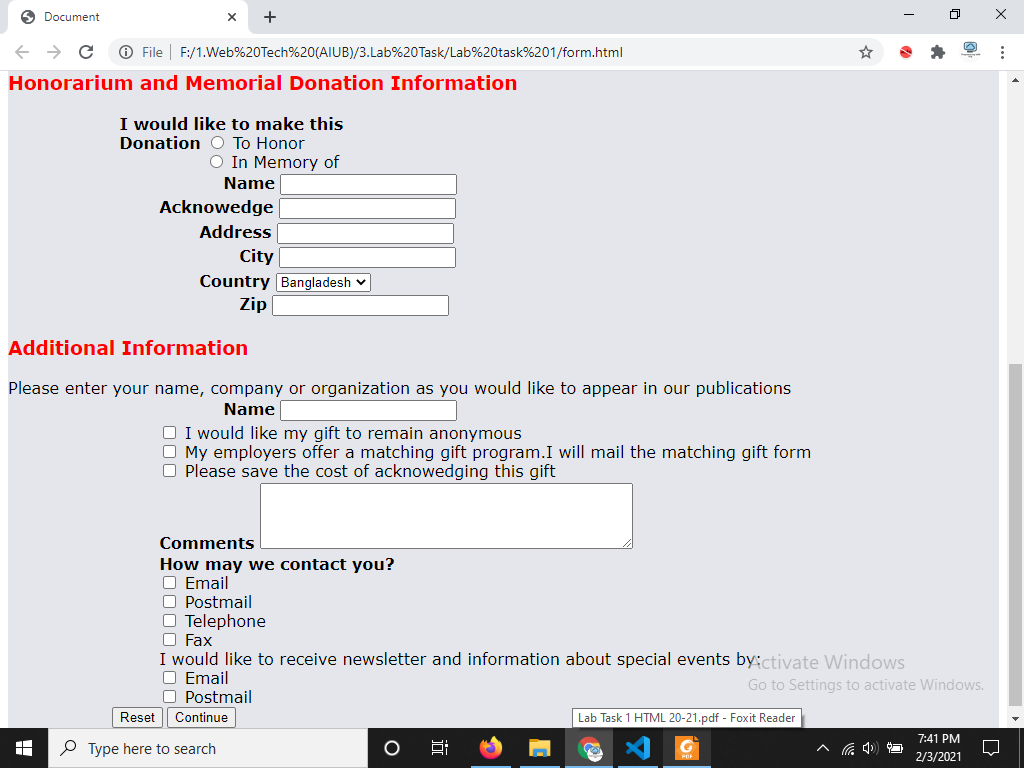 Document
File
F:/1.Web%20Tech%20(AIUB)/3.Lab%20Task/Lab%20task%201/form.html
Honorarium and Memorial Donation Information
I would like to make this
Donation To Honor
In Memory of
Name
Acknowedge
Address
City
Country Bangladesh
Zip
Additional Information
Please enter your name, company or organization as you would like to appear in our publications
Name
I would like my gift to remain anonymous
My employers offer a matching gift program.I will mail the matching gift form
Please save the cost of acknowedging this gift
Comments
How may we contact you?
Email
Postmail
Telephone
Fax
I would like to receive newsletter and information about special events by:
Email
Postmail
Reset Continue
Activate Windows
Go to Settings to activate Windows.
Lab Task 1 HTML 20-21.pdf - Foxit Reader
Type here to search
7:41 PM
2/3/2021